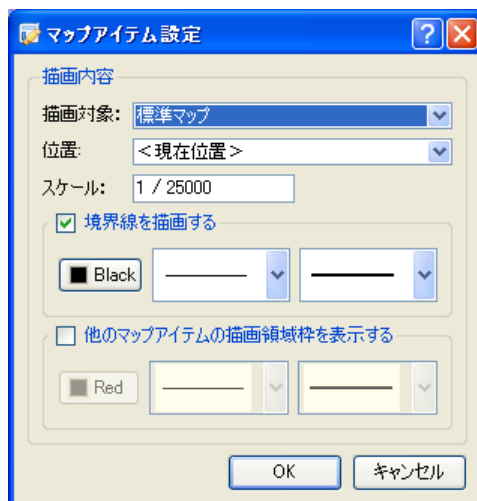 マップアイテム設定
描画内容
描画対象: 標準マップ
位置: <現在位置>
スケール: 1 / 25000
境界線を描画する
Black
他のマップアイテムの描画領域枠を表示する
Red
OK キャンセル